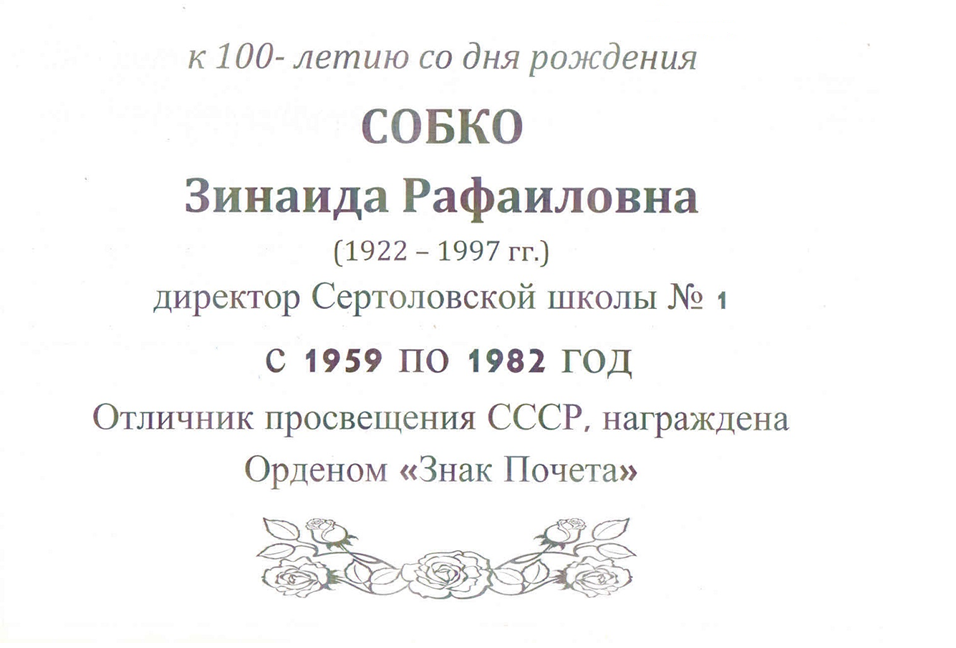 к 100- летию со дня рождения
СОБКО
Зинаида Рафаиловна
(1922 – 1997 гг.)
директор Сертоловской школы № 1
С 1959 ПО 1982 ГОД
Отличник просвещения СССР, награждена
Орденом «Знак Почета»